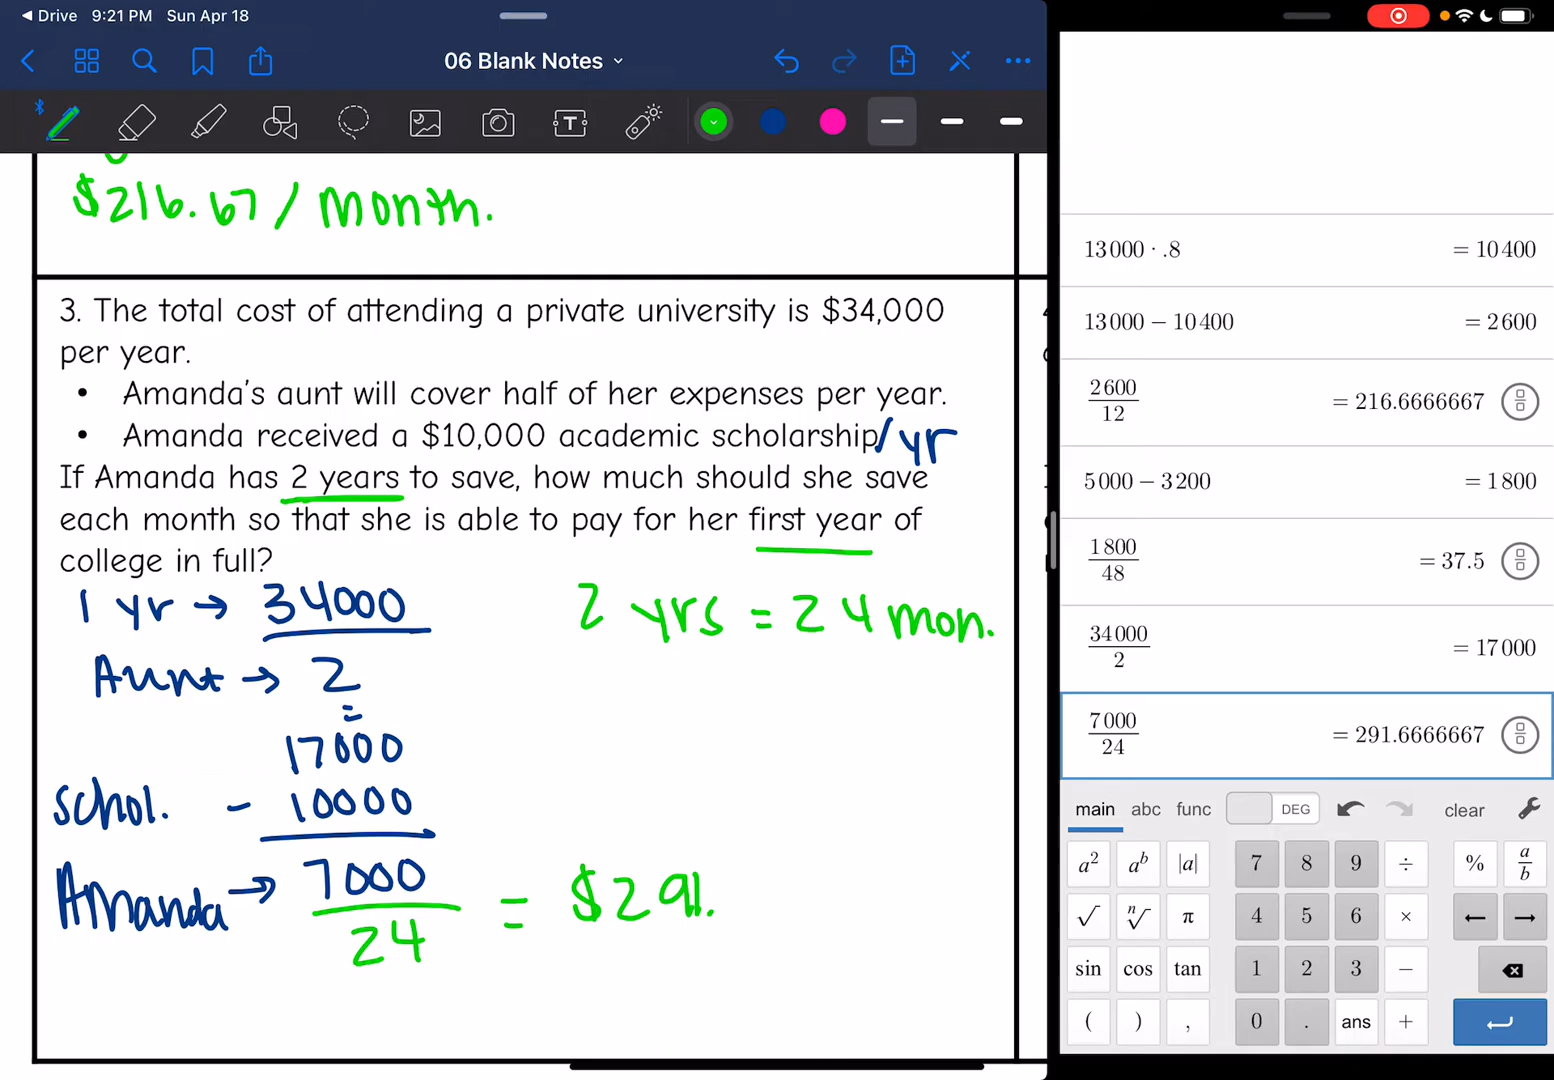 Drive 9:21 PM Sun Apr 18
06 Blank Notes
T
$216.67/month.
3. The total cost of attending a private university is $34,000
per year.
• Amanda's aunt will cover half of her expenses per year.
• Amanda received a $10,000 academic scholarship/yr
If Amanda has 2 years to save, how much should she save
each month so that she is able to pay for her first year of
college in full?
1 yr → 34000
2 yrs = 24 mon.
Aunt → 2
=
17000
schol. - 10000
Amanda → 7000
24
= $291.
13000 · .8 = 10400
13000 − 10400 = 2600
2600
12
= 216.6666667
5000 − 3200 = 1800
1800
48
= 37.5
34000
2
= 17000
7000
24
= 291.6666667
main abc func DEG clear
a² aᵇ |a| 7 8 9 ÷ % a/b
√ ⁿ√ π 4 5 6 × ← →
sin cos tan 1 2 3 −
( ) , 0 . ans +